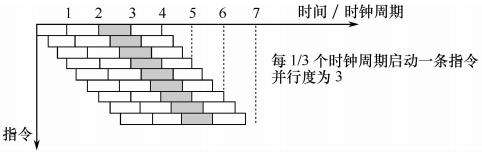 1 2 3 4 5 6 7 时间 / 时钟周期
每 1/3 个时钟周期启动一条指令
并行度为 3
指令